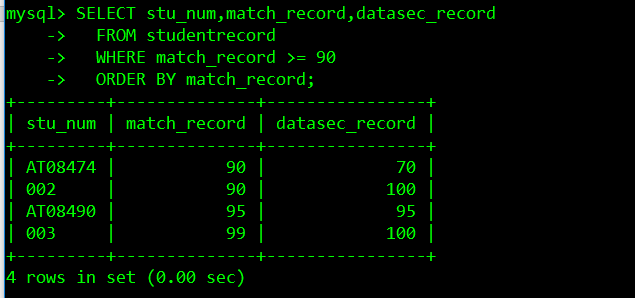 mysql> SELECT stu_num,match_record,datasec_record
    ->   FROM studentrecord
    ->   WHERE match_record >= 90
    ->   ORDER BY match_record;
+---------+--------------+----------------+
| stu_num | match_record | datasec_record |
+---------+--------------+----------------+
| AT08474 |           90 |             70 |
| 002     |           90 |            100 |
| AT08490 |           95 |             95 |
| 003     |           99 |            100 |
+---------+--------------+----------------+
4 rows in set (0.00 sec)